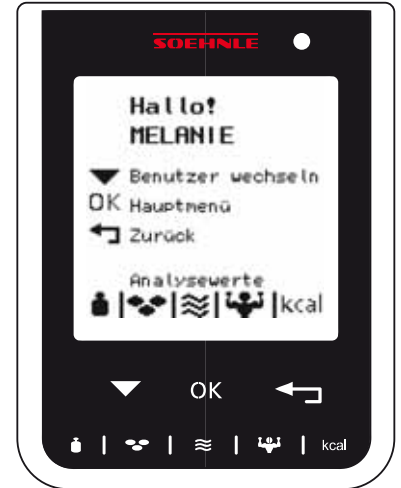 SOEHNLE
Hallo!
MELANIE
Benutzer wechseln
OK Hauptmenü
Zurück
Analysewerte
kcal
OK
kcal